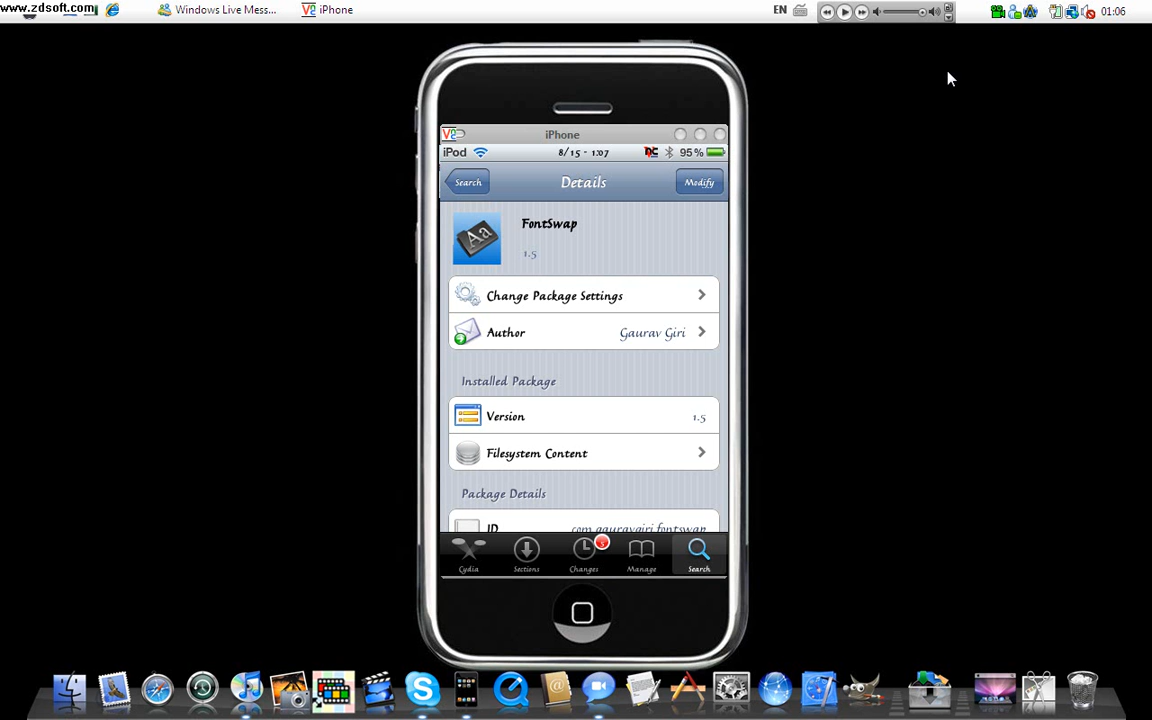 www.zdsoft.com
Windows Live Mess...
iPhone
EN
01:06
iPhone
iPod
8/15 - 1:07
95%
Search
Details
Modify
Aa
FontSwap
1.5
Change Package Settings
Author
Gaurav Giri
Installed Package
Version
1.5
Filesystem Content
Package Details
ID
com.gauravgiri.fontswap
Cydia
Sections
Changes
Manage
Search